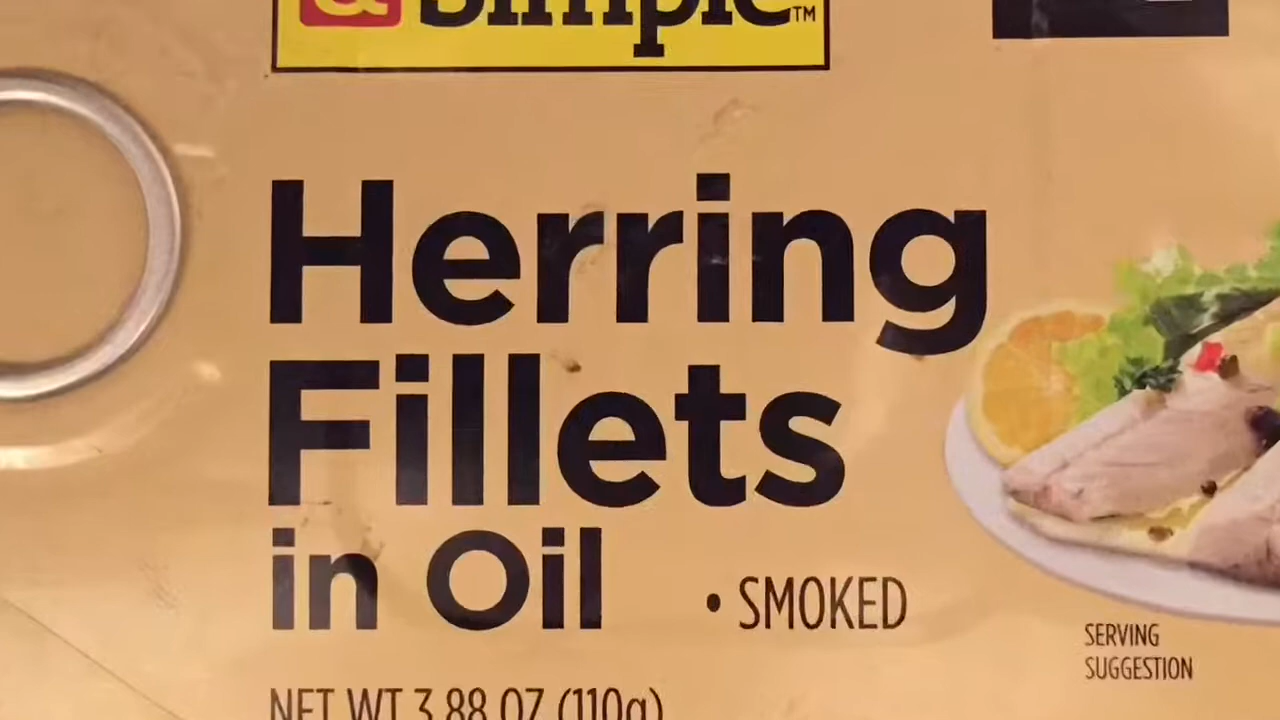 & Simple™
Herring
Fillets
in Oil
• SMOKED
SERVING
SUGGESTION
NET WT 3.88 OZ (110g)